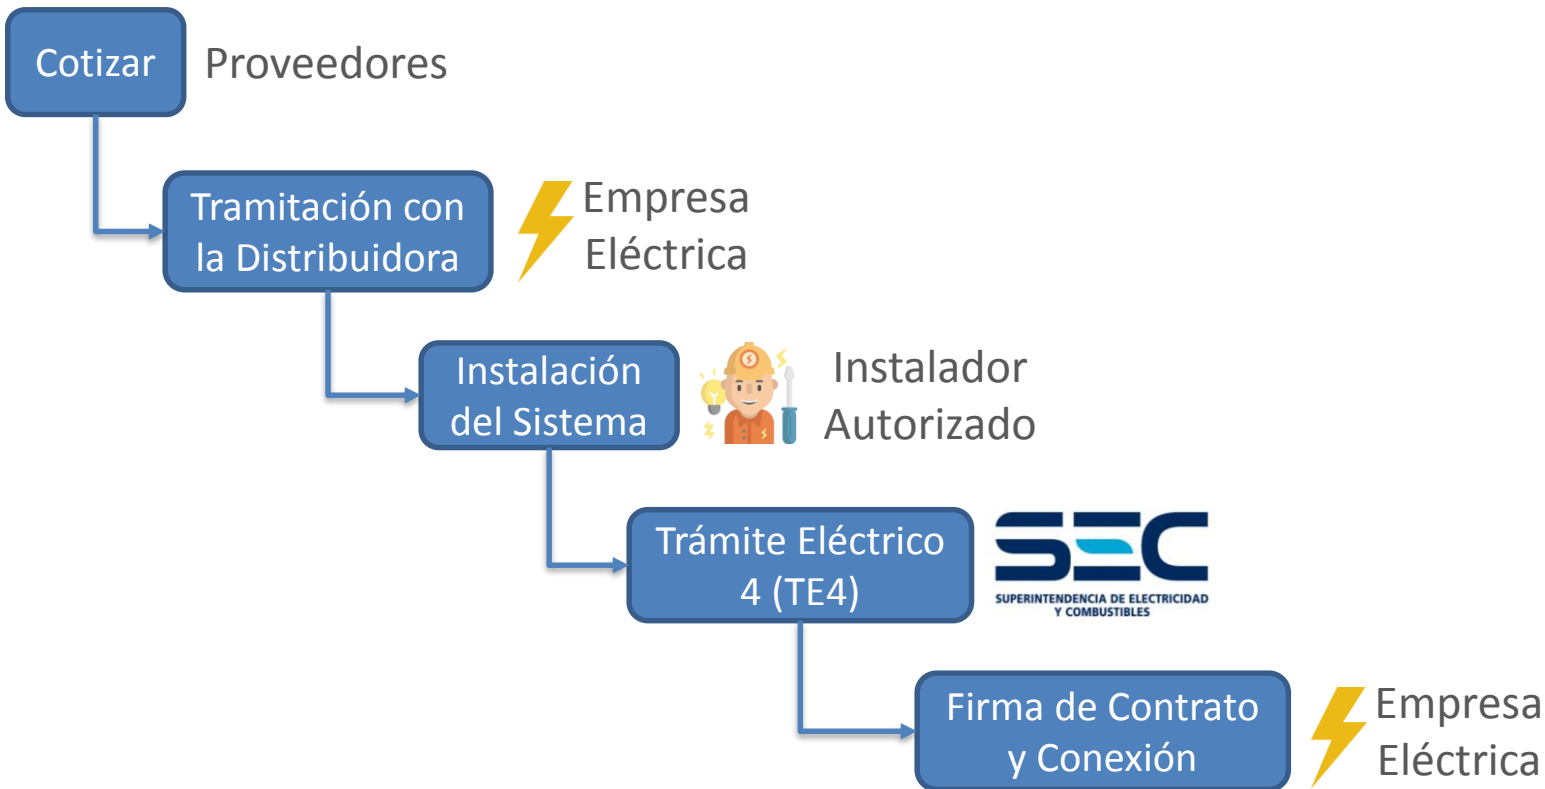 Cotizar
Proveedores
Tramitación con
la Distribuidora
Empresa
Eléctrica
Instalación
del Sistema
Instalador
Autorizado
Trámite Eléctrico
4 (TE4)
SEC
SUPERINTENDENCIA DE ELECTRICIDAD
Y COMBUSTIBLES
Firma de Contrato
y Conexión
Empresa
Eléctrica